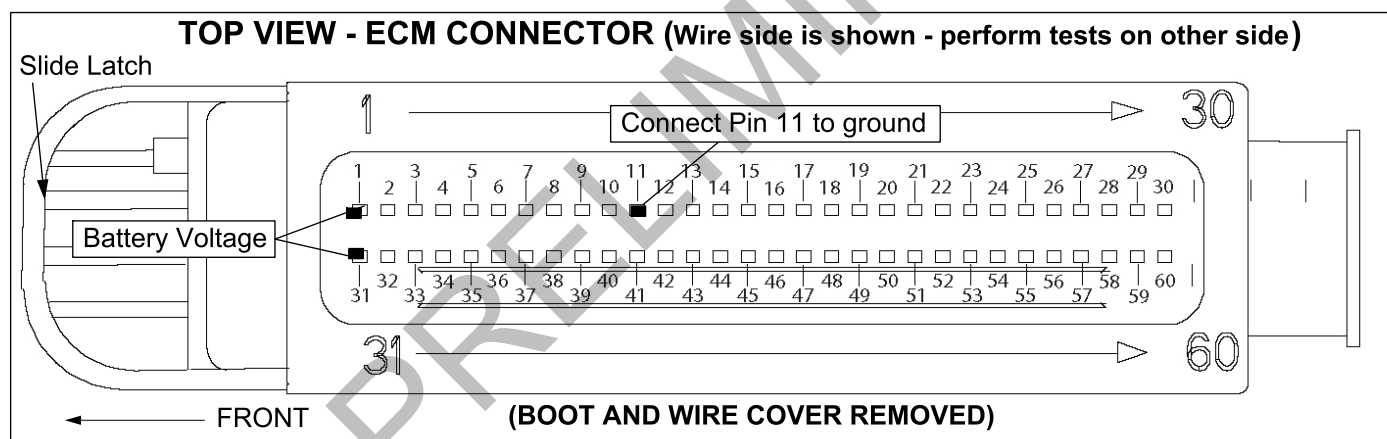 TOP VIEW - ECM CONNECTOR (Wire side is shown - perform tests on other side)
Slide Latch
1 30
Connect Pin 11 to ground
1 3 5 7 9 11 13 15 17 19 21 23 25 27 29
2 4 6 8 10 12 14 16 18 20 22 24 26 28 30
Battery Voltage
32 34 36 38 40 42 44 46 48 50 52 54 56 58 60
31 33 35 37 39 41 43 45 47 49 51 53 55 57 59
31 60
FRONT (BOOT AND WIRE COVER REMOVED)